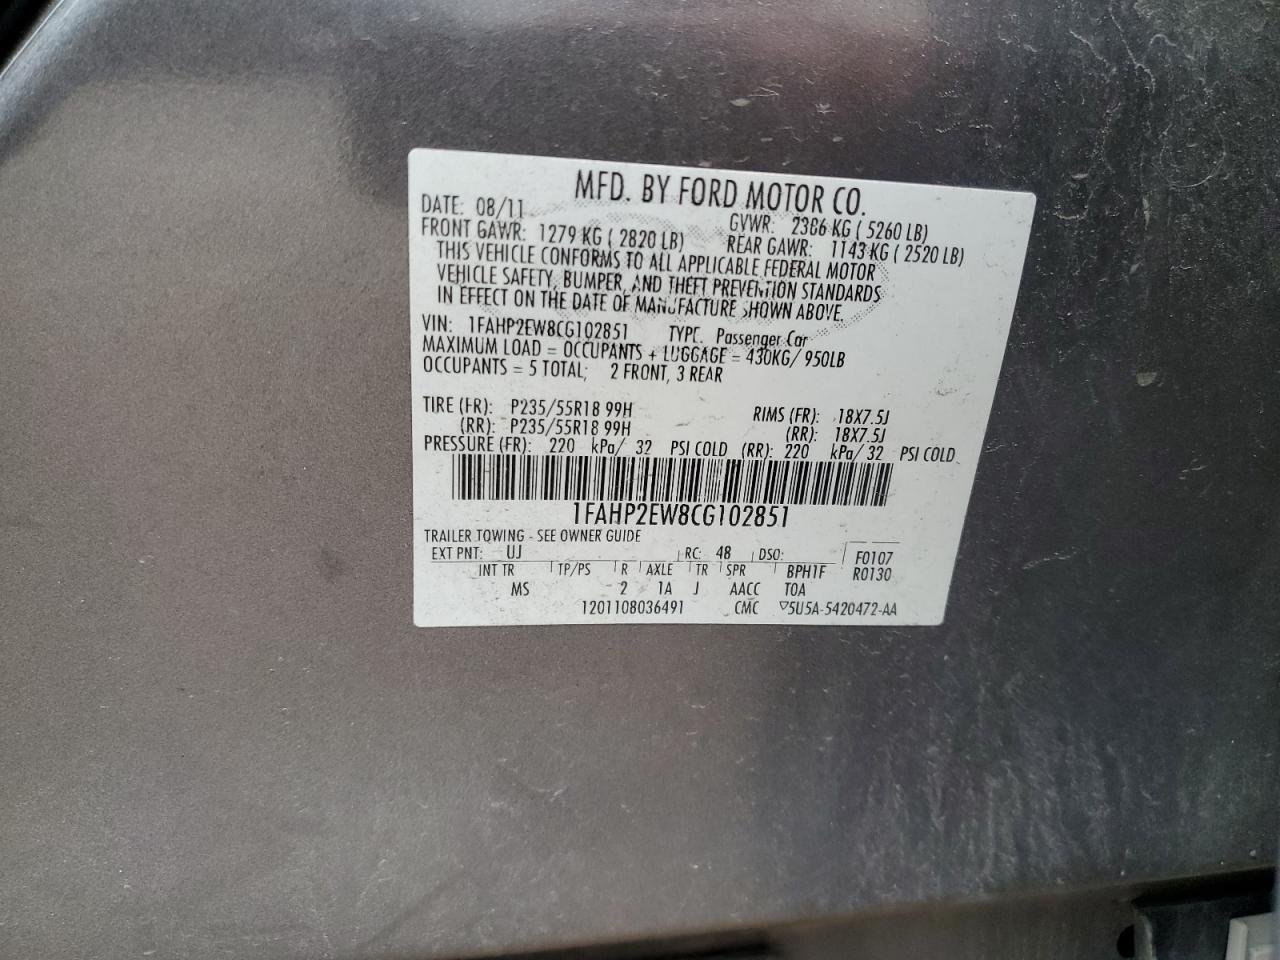 MFD. BY FORD MOTOR CO.
DATE: 08/11 GVWR: 2386 KG ( 5260 LB)
FRONT GAWR: 1279 KG ( 2820 LB) REAR GAWR: 1143 KG ( 2520 LB)
THIS VEHICLE CONFORMS TO ALL APPLICABLE FEDERAL MOTOR
VEHICLE SAFETY, BUMPER, AND THEFT PREVENTION STANDARDS
IN EFFECT ON THE DATE OF MANUFACTURE SHOWN ABOVE.
VIN: 1FAHP2EW8CG102851 TYPE: Passenger Car
MAXIMUM LOAD = OCCUPANTS + LUGGAGE = 430KG/ 950LB
OCCUPANTS = 5 TOTAL; 2 FRONT, 3 REAR
TIRE (FR): P235/55R18 99H RIMS (FR): 18X7.5J
(RR): P235/55R18 99H (RR): 18X7.5J
PRESSURE (FR): 220 kPa/ 32 PSI COLD (RR): 220 kPa/ 32 PSI COLD
1FAHP2EW8CG102851
TRAILER TOWING - SEE OWNER GUIDE
EXT PNT: UJ RC: 48 DSO: F0107
INT TR TP/PS R AXLE TR SPR BPH1F R0130
MS 2 1A J AACC TOA
1201108036491 CMC ▽5U5A-5420472-AA